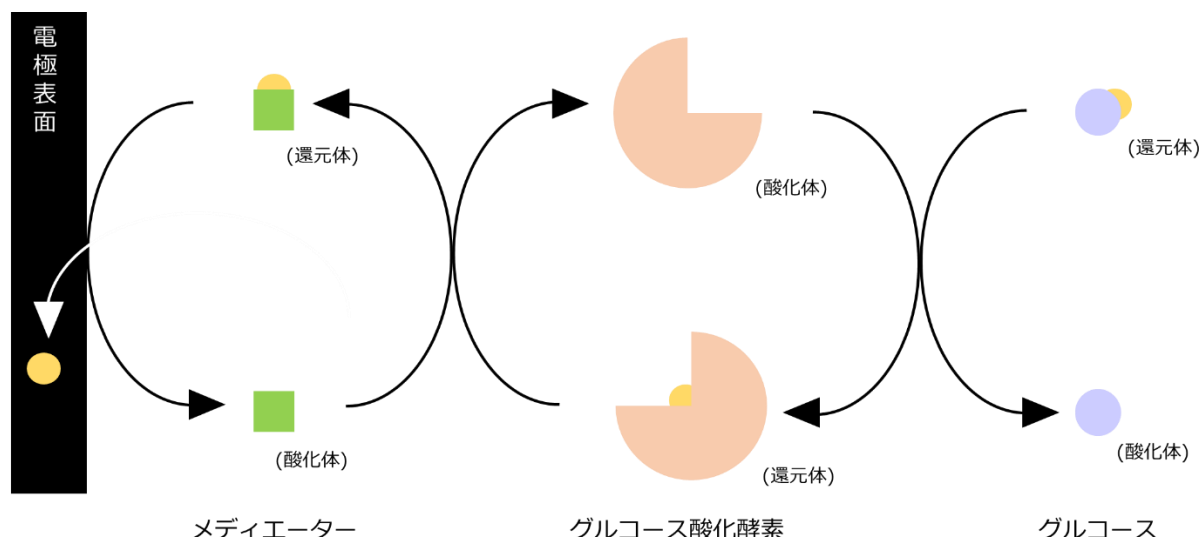 電極表面
(還元体)
(酸化体)
(還元体)
(酸化体)
(還元体)
(酸化体)
メディエーター
グルコース酸化酵素
グルコース